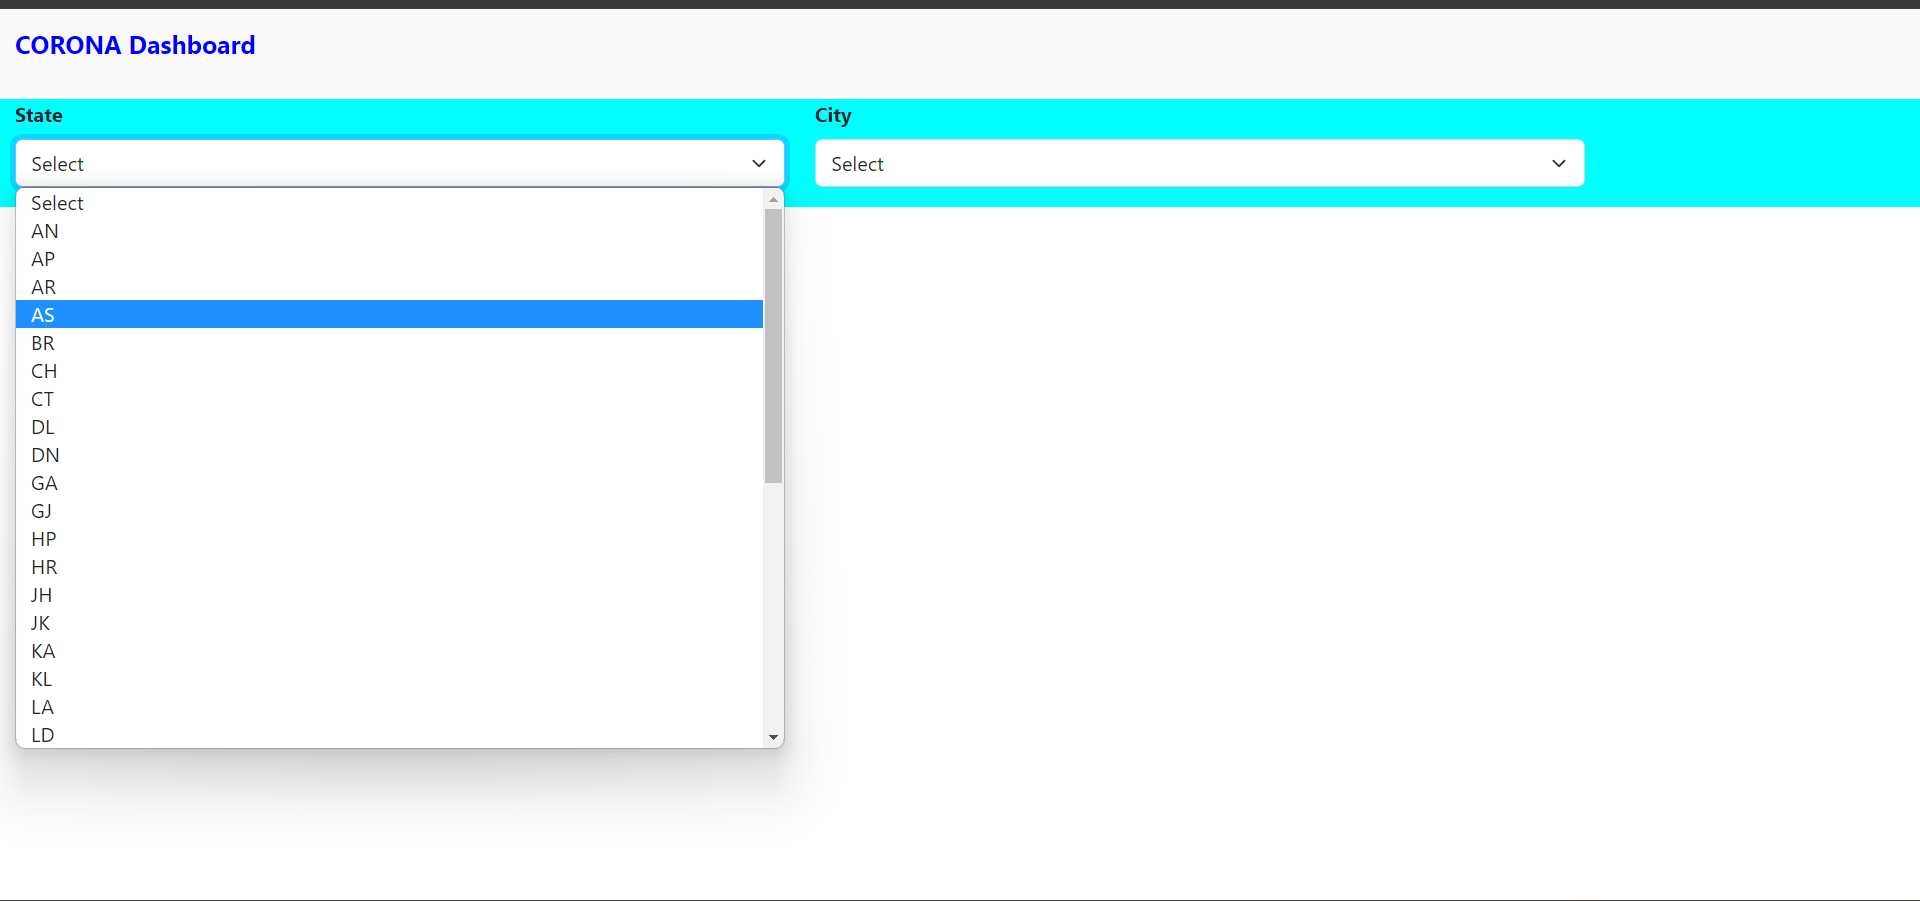 CORONA Dashboard
State
City
Select
Select
Select
AN
AP
AR
AS
BR
CH
CT
DL
DN
GA
GJ
HP
HR
JH
JK
KA
KL
LA
LD